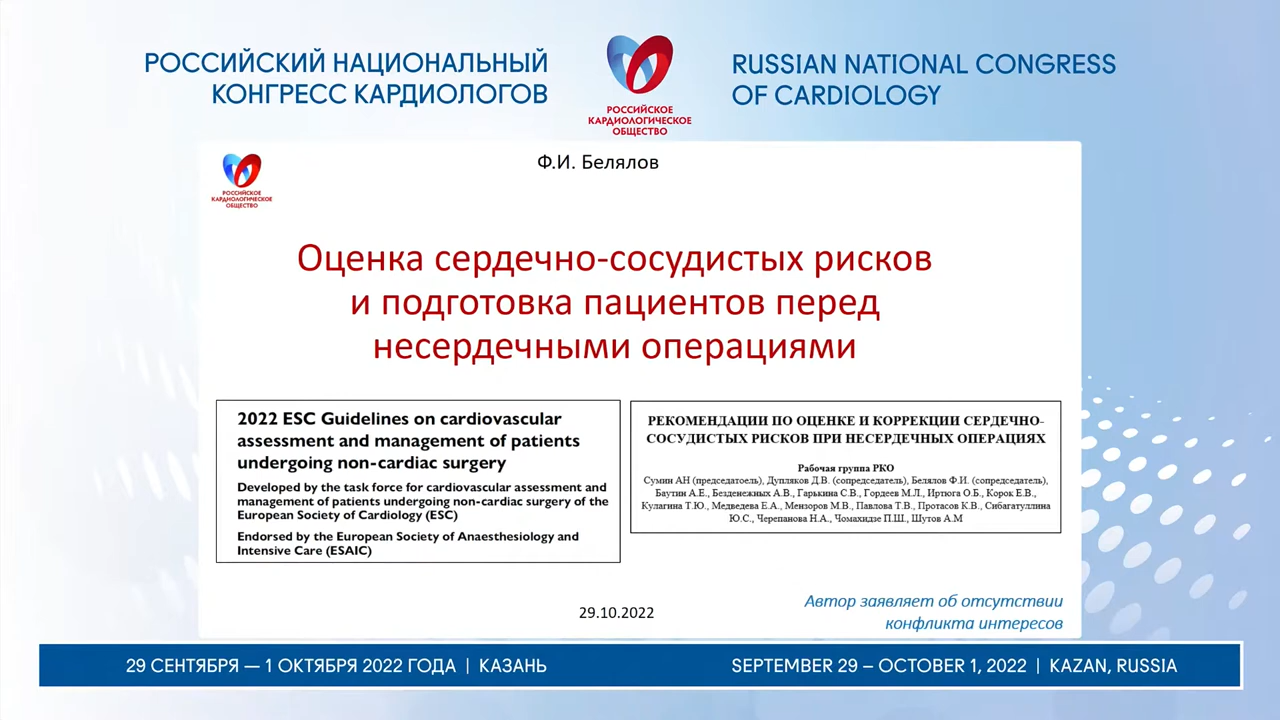 РОССИЙСКИЙ НАЦИОНАЛЬНЫЙ
КОНГРЕСС КАРДИОЛОГОВ
РОССИЙСКОЕ
КАРДИОЛОГИЧЕСКОЕ
ОБЩЕСТВО
RUSSIAN NATIONAL CONGRESS
OF CARDIOLOGY
РОССИЙСКОЕ
КАРДИОЛОГИЧЕСКОЕ
ОБЩЕСТВО
Ф.И. Белялов
Оценка сердечно-сосудистых рисков
и подготовка пациентов перед
несердечными операциями
2022 ESC Guidelines on cardiovascular
assessment and management of patients
undergoing non-cardiac surgery
Developed by the task force for cardiovascular assessment and
management of patients undergoing non-cardiac surgery of the
European Society of Cardiology (ESC)
Endorsed by the European Society of Anaesthesiology and
Intensive Care (ESAIC)
РЕКОМЕНДАЦИИ ПО ОЦЕНКЕ И КОРРЕКЦИИ СЕРДЕЧНО-
СОСУДИСТЫХ РИСКОВ ПРИ НЕСЕРДЕЧНЫХ ОПЕРАЦИЯХ
Рабочая группа РКО
Сумин АН (председатоель), Дупляков Д.В. (сопредседатель), Белялов Ф.И. (сопредседатель),
Баутин А.Е., Безденежных А.В., Гарькина С.В., Гордеев М.Л., Иртюга О.Б., Корок Е.В.,
Кулагина Т.Ю., Медведева Е.А., Мензоров М.В., Павлова Т.В., Протасов К.В., Сибагатуллина
Ю.С., Черепанова Н.А., Чомахидзе П.Ш., Шутов А.М
29.10.2022
Автор заявляет об отсутствии
конфликта интересов
29 СЕНТЯБРЯ — 1 ОКТЯБРЯ 2022 ГОДА | КАЗАНЬ
SEPTEMBER 29 – OCTOBER 1, 2022 | KAZAN, RUSSIA